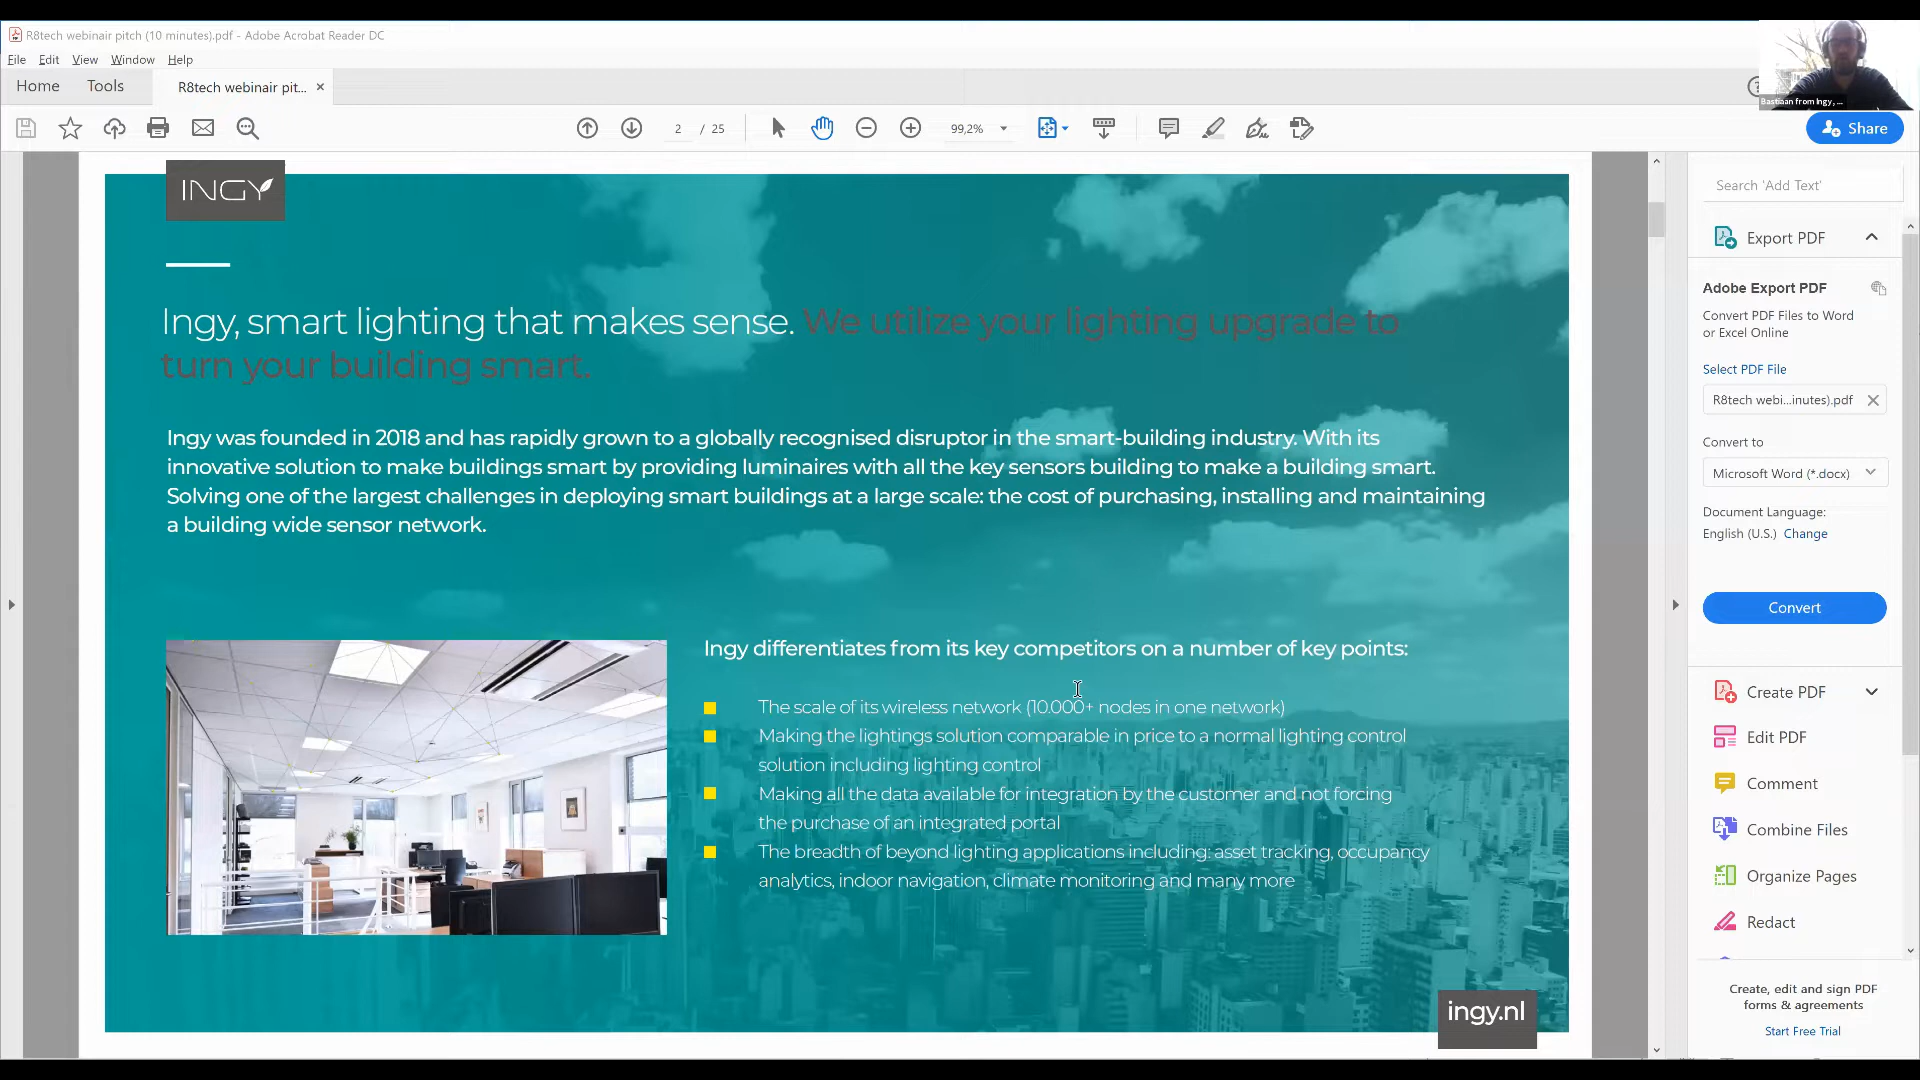 R8tech webinair pitch (10 minutes).pdf - Adobe Acrobat Reader DC
File Edit View Window Help
Home Tools R8tech webinair pit... ×
2 / 25 99,2%
Share
Bastiaan from Ingy, ...
INGY
Ingy, smart lighting that makes sense. We utilize your lighting upgrade to
turn your building smart.
Ingy was founded in 2018 and has rapidly grown to a globally recognised disruptor in the smart-building industry. With its
innovative solution to make buildings smart by providing luminaires with all the key sensors building to make a building smart.
Solving one of the largest challenges in deploying smart buildings at a large scale: the cost of purchasing, installing and maintaining
a building wide sensor network.
Ingy differentiates from its key competitors on a number of key points:
The scale of its wireless network (10.000+ nodes in one network)
Making the lightings solution comparable in price to a normal lighting control
solution including lighting control
Making all the data available for integration by the customer and not forcing
the purchase of an integrated portal
The breadth of beyond lighting applications including: asset tracking, occupancy
analytics, indoor navigation, climate monitoring and many more
ingy.nl
Search 'Add Text'
Export PDF
Adobe Export PDF
Convert PDF Files to Word
or Excel Online
Select PDF File
R8tech webi...inutes).pdf
Convert to
Microsoft Word (*.docx)
Document Language:
English (U.S.) Change
Convert
Create PDF
Edit PDF
Comment
Combine Files
Organize Pages
Redact
Create, edit and sign PDF
forms & agreements
Start Free Trial